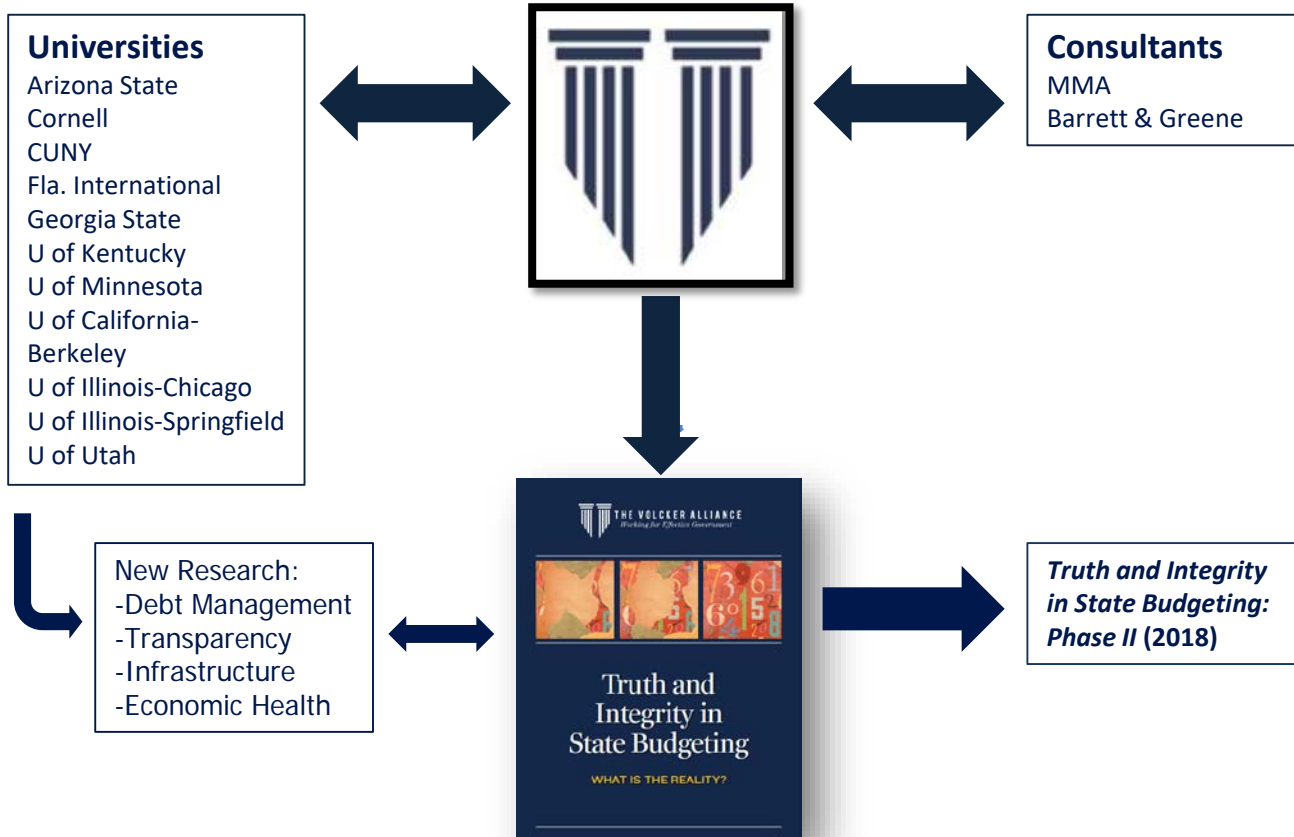 Universities
Arizona State
Cornell
CUNY
Fla. International
Georgia State
U of Kentucky
U of Minnesota
U of California-
Berkeley
U of Illinois-Chicago
U of Illinois-Springfield
U of Utah
Consultants
MMA
Barrett & Greene
New Research:
-Debt Management
-Transparency
-Infrastructure
-Economic Health
THE VOLCKER ALLIANCE
Working for Effective Government
Truth and
Integrity in
State Budgeting
WHAT IS THE REALITY?
Truth and Integrity
in State Budgeting:
Phase II (2018)